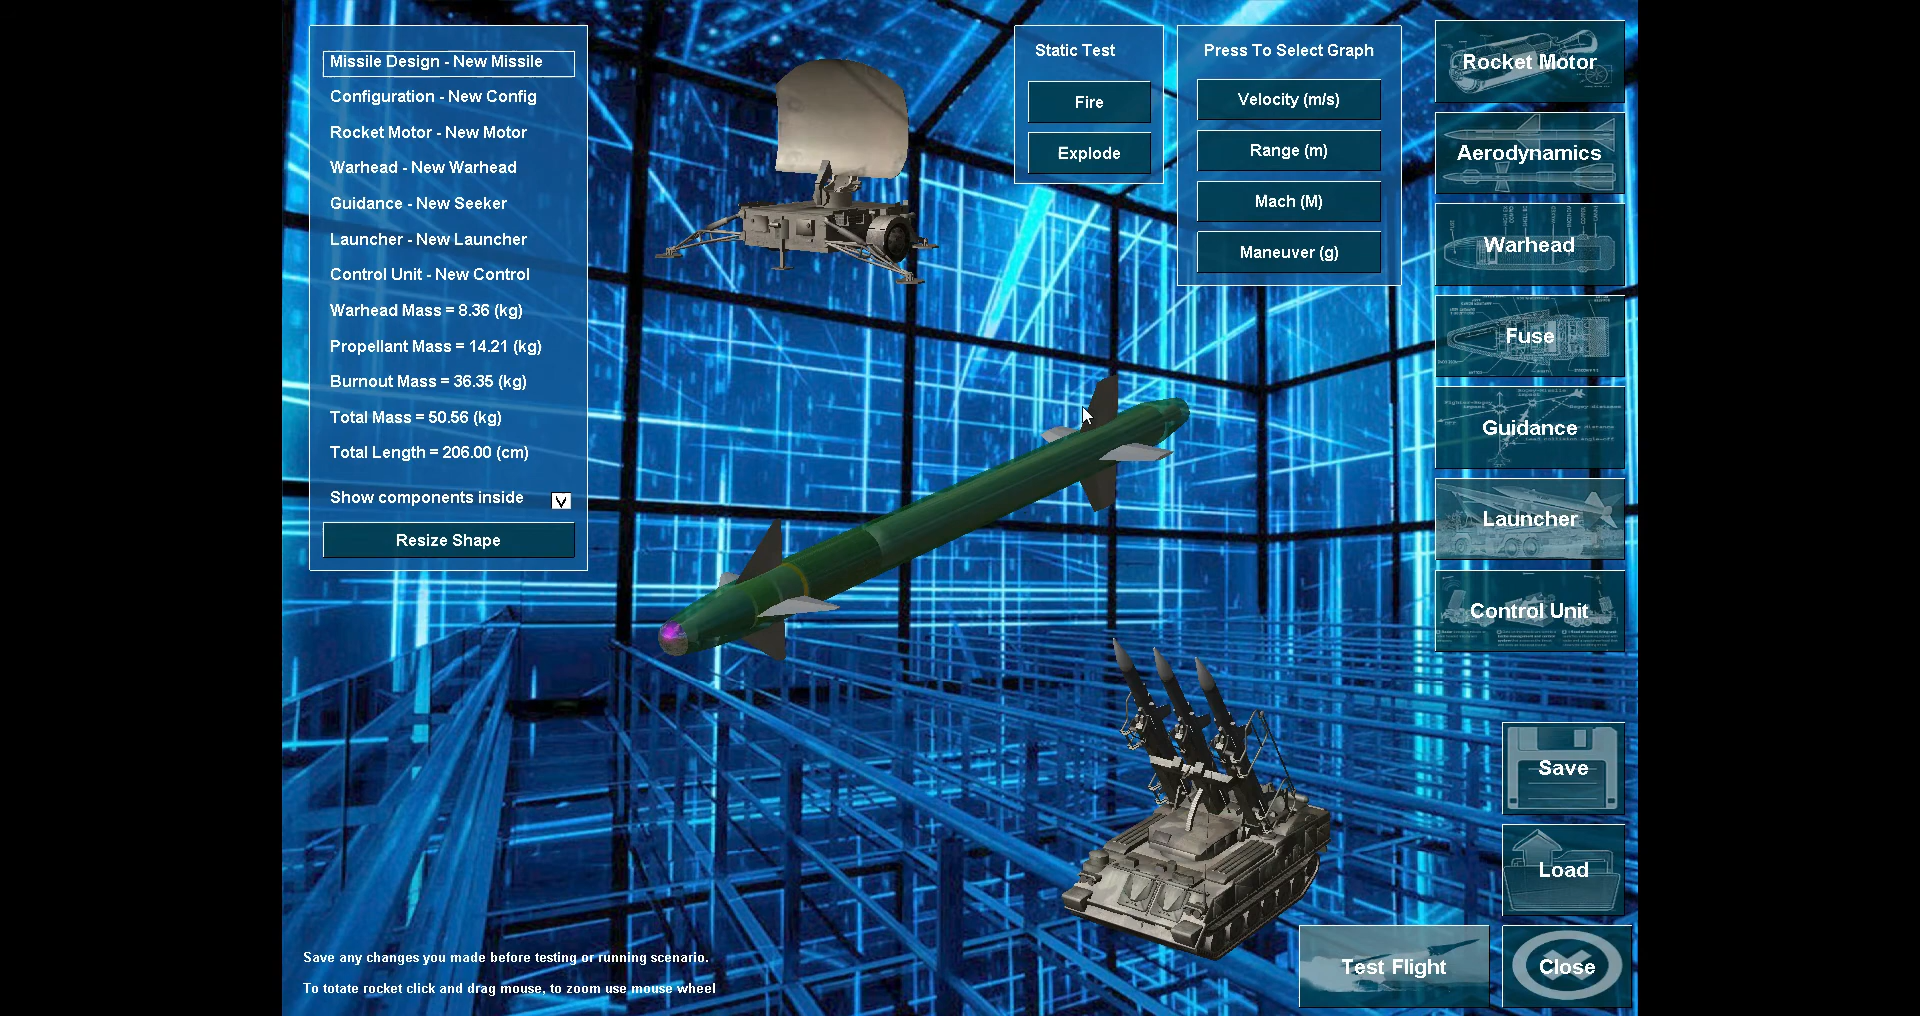 Missile Design - New Missile
Configuration - New Config
Rocket Motor - New Motor
Warhead - New Warhead
Guidance - New Seeker
Launcher - New Launcher
Control Unit - New Control
Warhead Mass = 8.36 (kg)
Propellant Mass = 14.21 (kg)
Burnout Mass = 36.35 (kg)
Total Mass = 50.56 (kg)
Total Length = 206.00 (cm)
Show components inside
V
Resize Shape
Static Test
Fire
Explode
Press To Select Graph
Velocity (m/s)
Range (m)
Mach (M)
Maneuver (g)
Rocket Motor
Aerodynamics
Warhead
Fuse
Guidance
Launcher
Control Unit
Save
Load
Test Flight
Close
Save any changes you made before testing or running scenario.
To totate rocket click and drag mouse, to zoom use mouse wheel